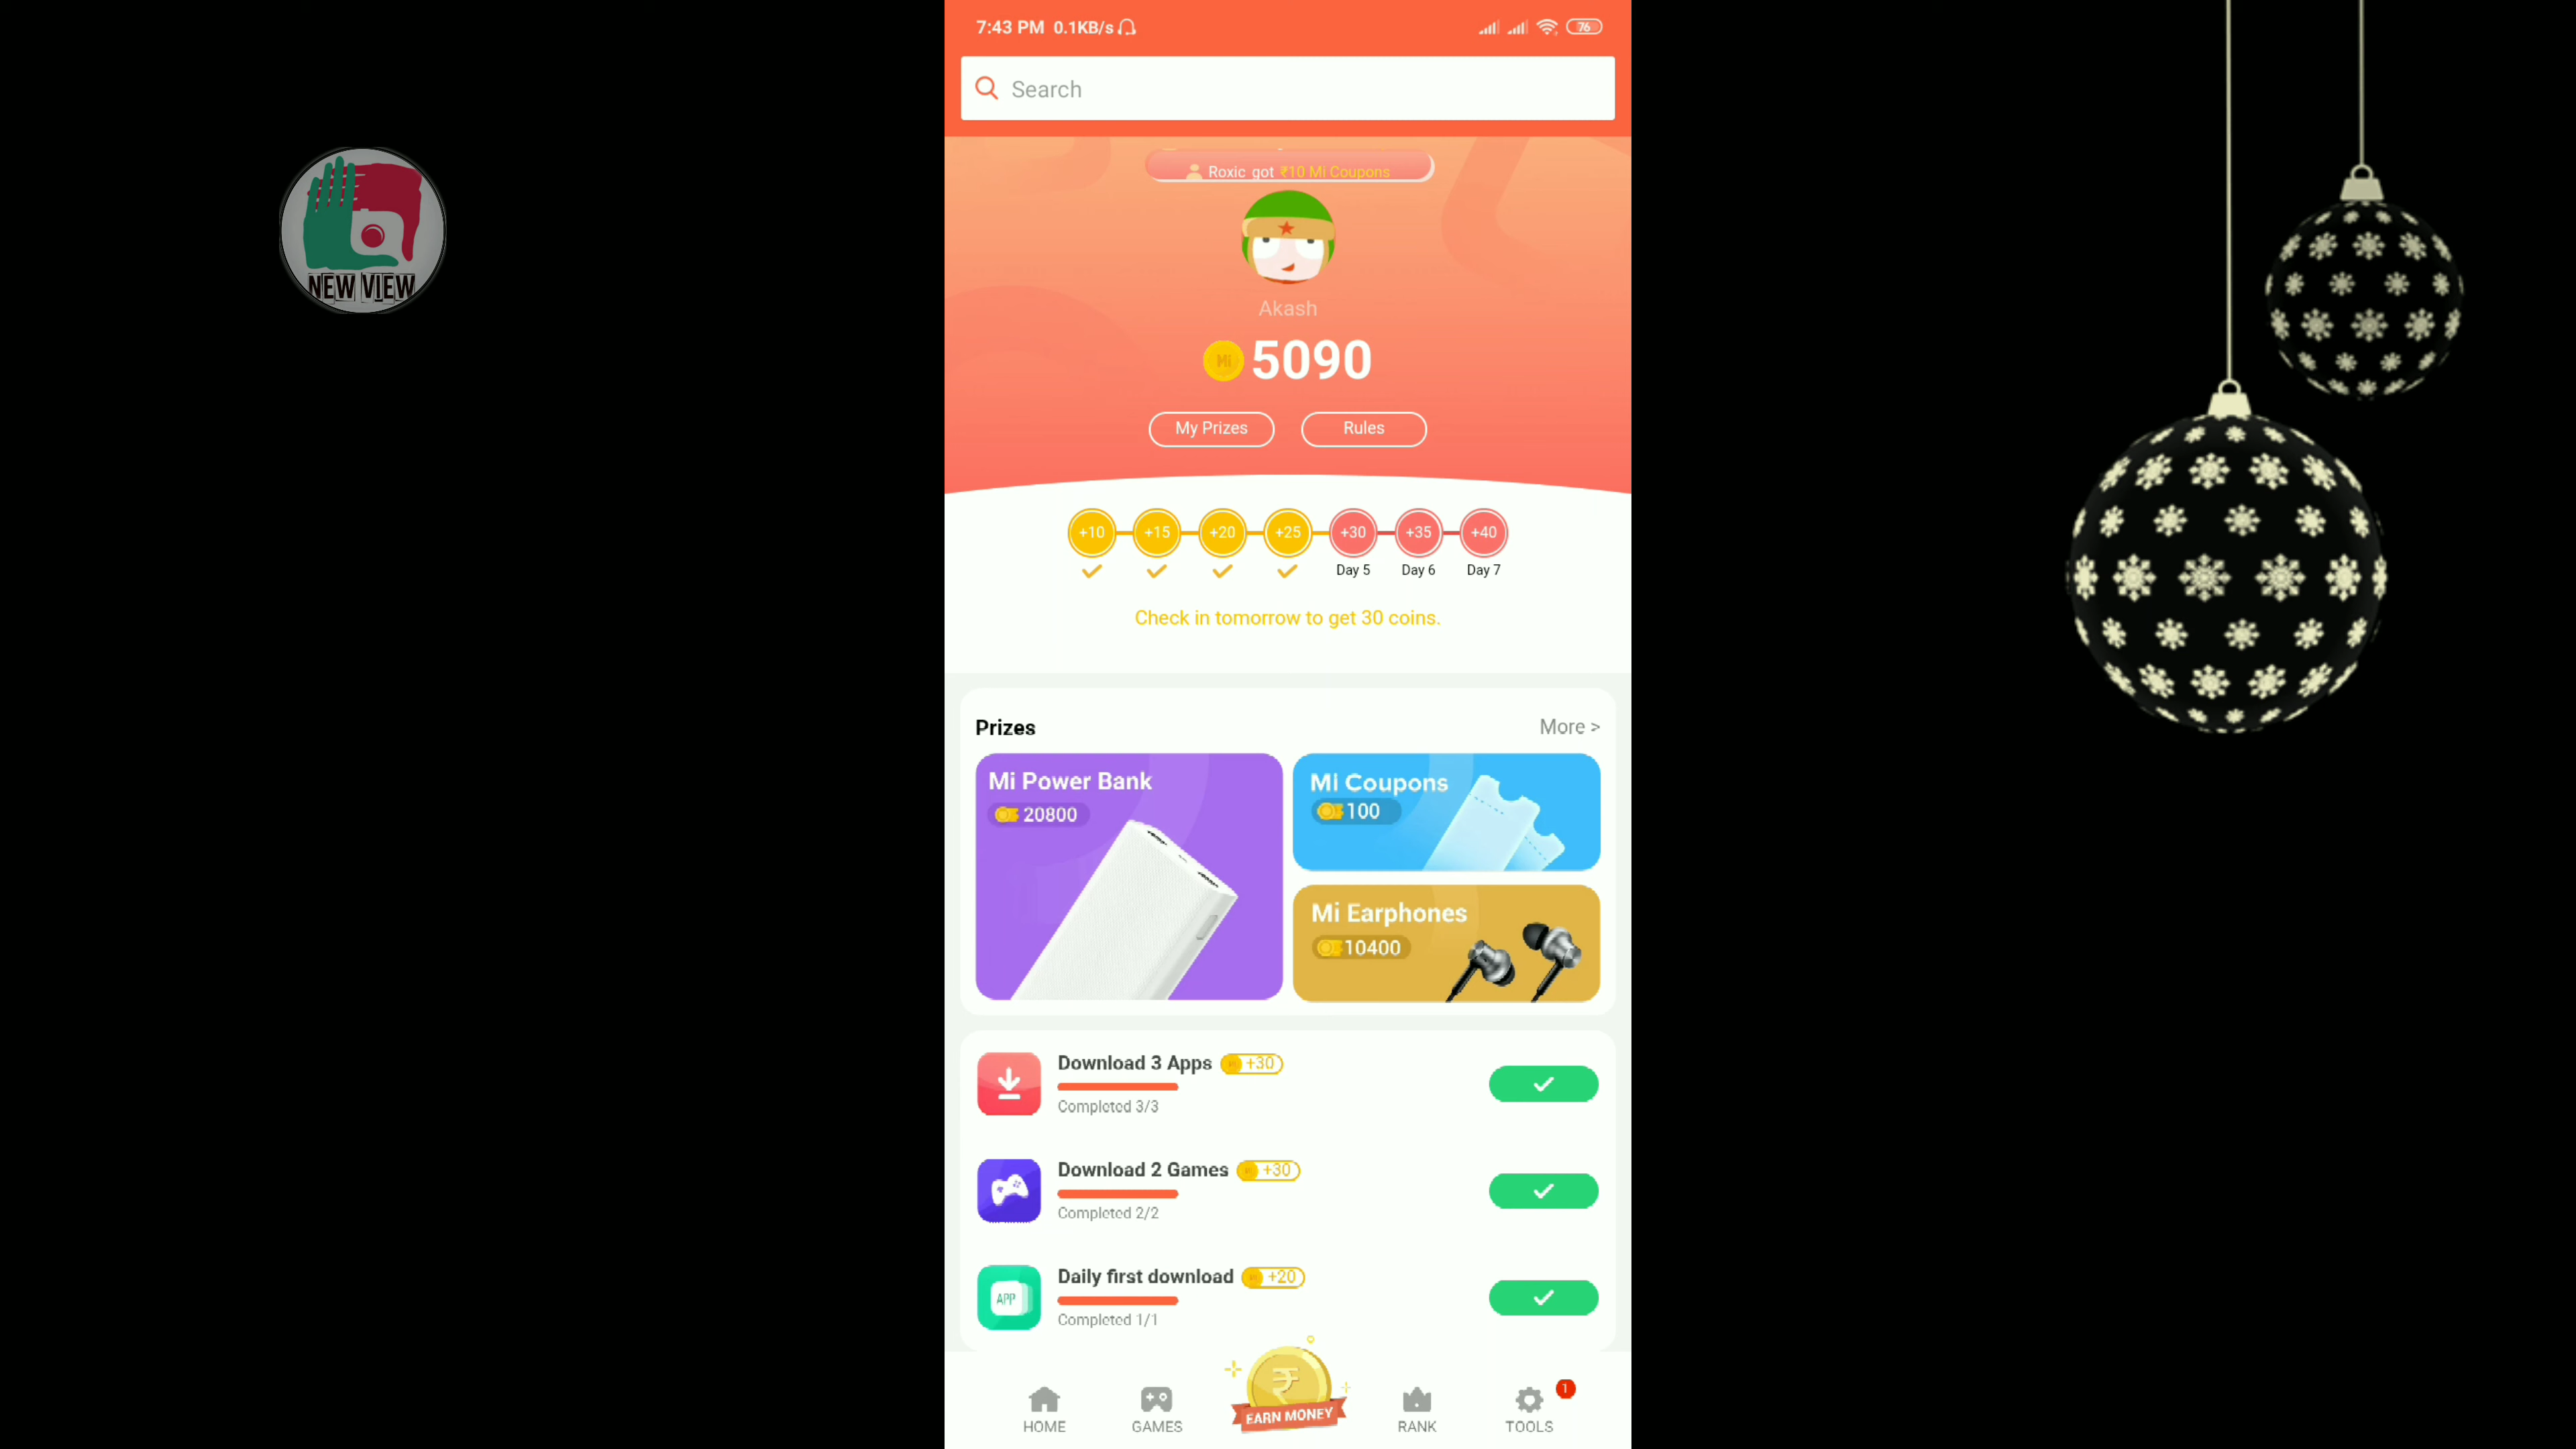 7:43 PM 0.1KB/s
76
Search
Roxic got ₹10 Mi Coupons
NEW VIEW
Akash
Mi 5090
My Prizes
Rules
+10 +15 +20 +25 +30 +35 +40
Day 5 Day 6 Day 7
Check in tomorrow to get 30 coins.
Prizes
More >
Mi Power Bank
20800
Mi Coupons
100
Mi Earphones
10400
Download 3 Apps +30
Completed 3/3
Download 2 Games +30
Completed 2/2
Daily first download +20
APP
Completed 1/1
₹
EARN MONEY
1
HOME GAMES RANK TOOLS